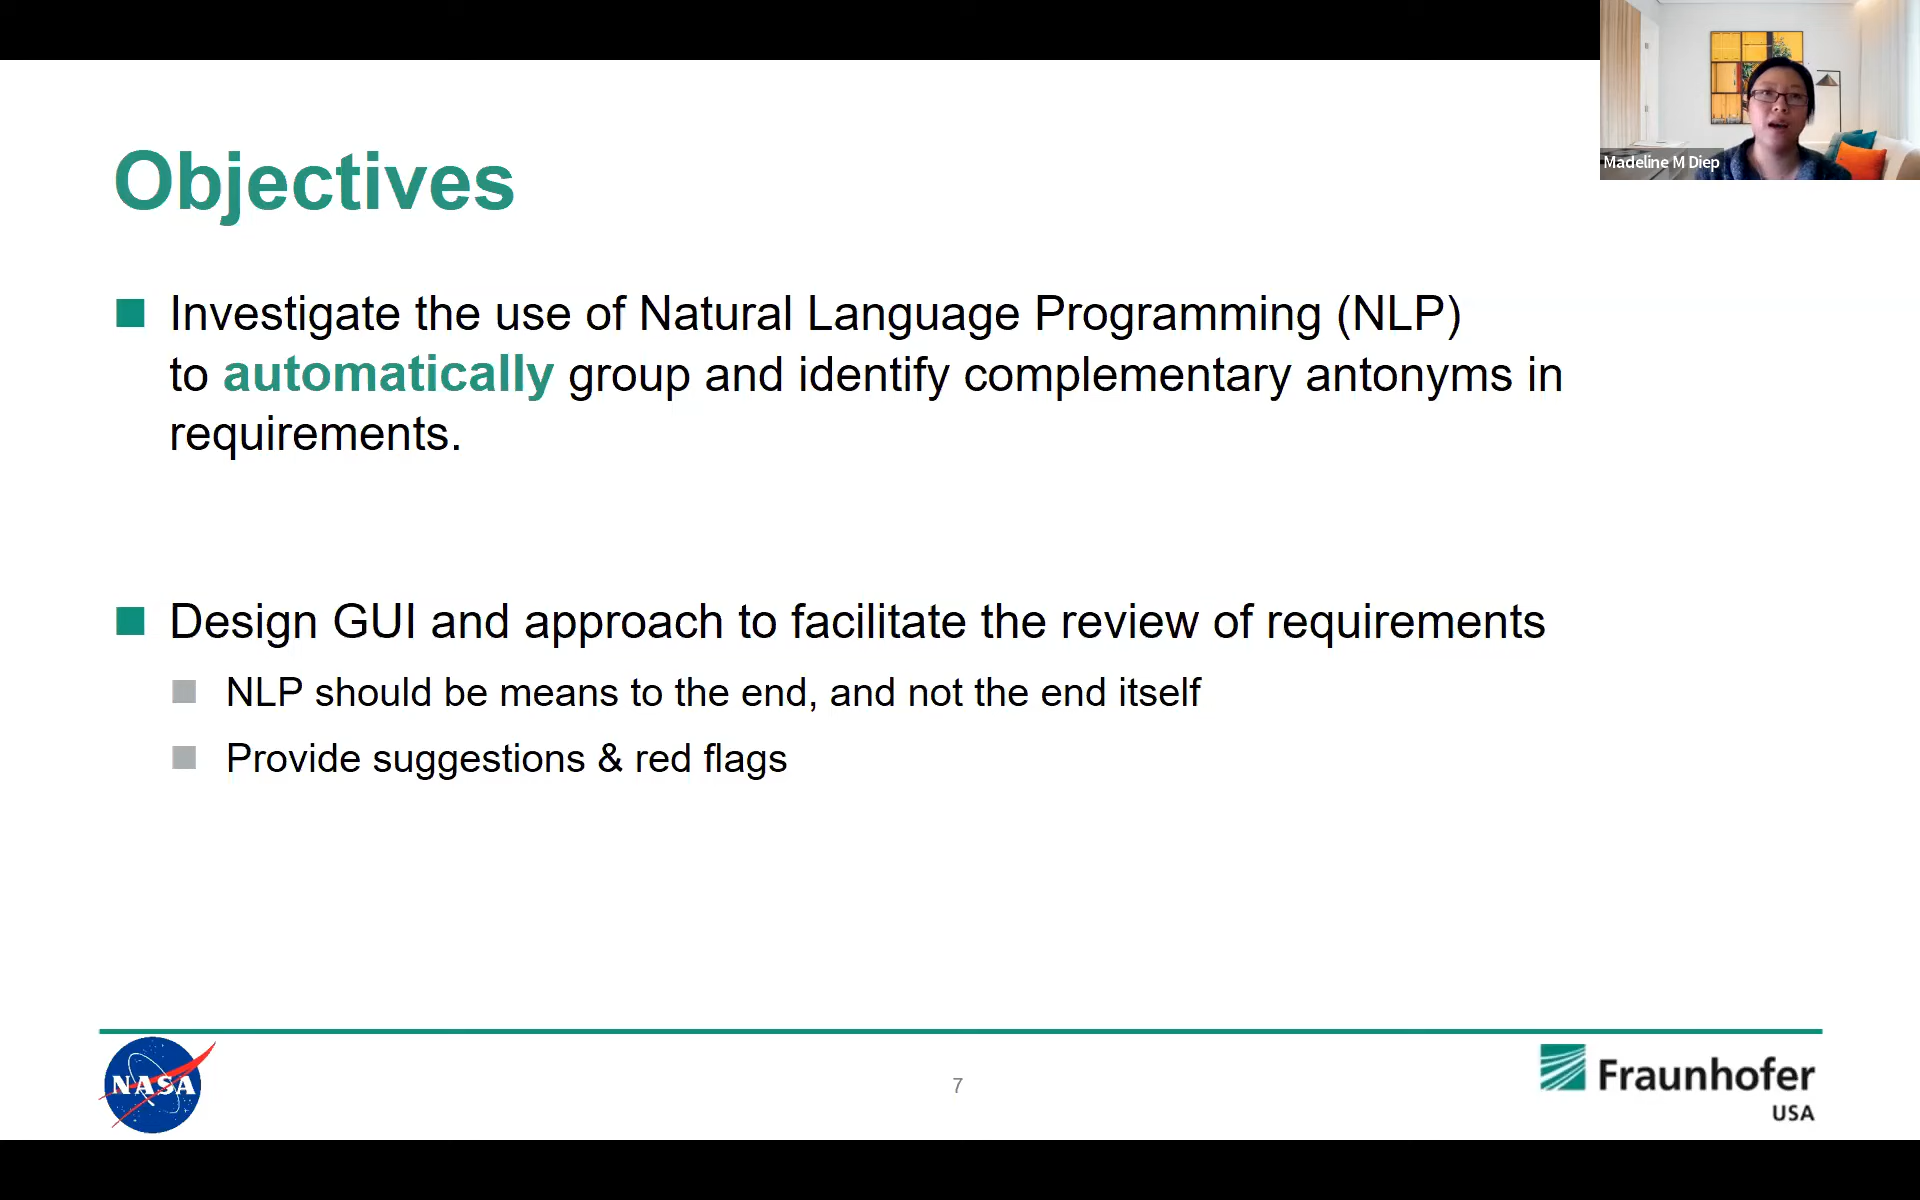 Madeline M Diep
Objectives
Investigate the use of Natural Language Programming (NLP)
to automatically group and identify complementary antonyms in
requirements.
Design GUI and approach to facilitate the review of requirements
NLP should be means to the end, and not the end itself
Provide suggestions & red flags
NASA
7
Fraunhofer
USA